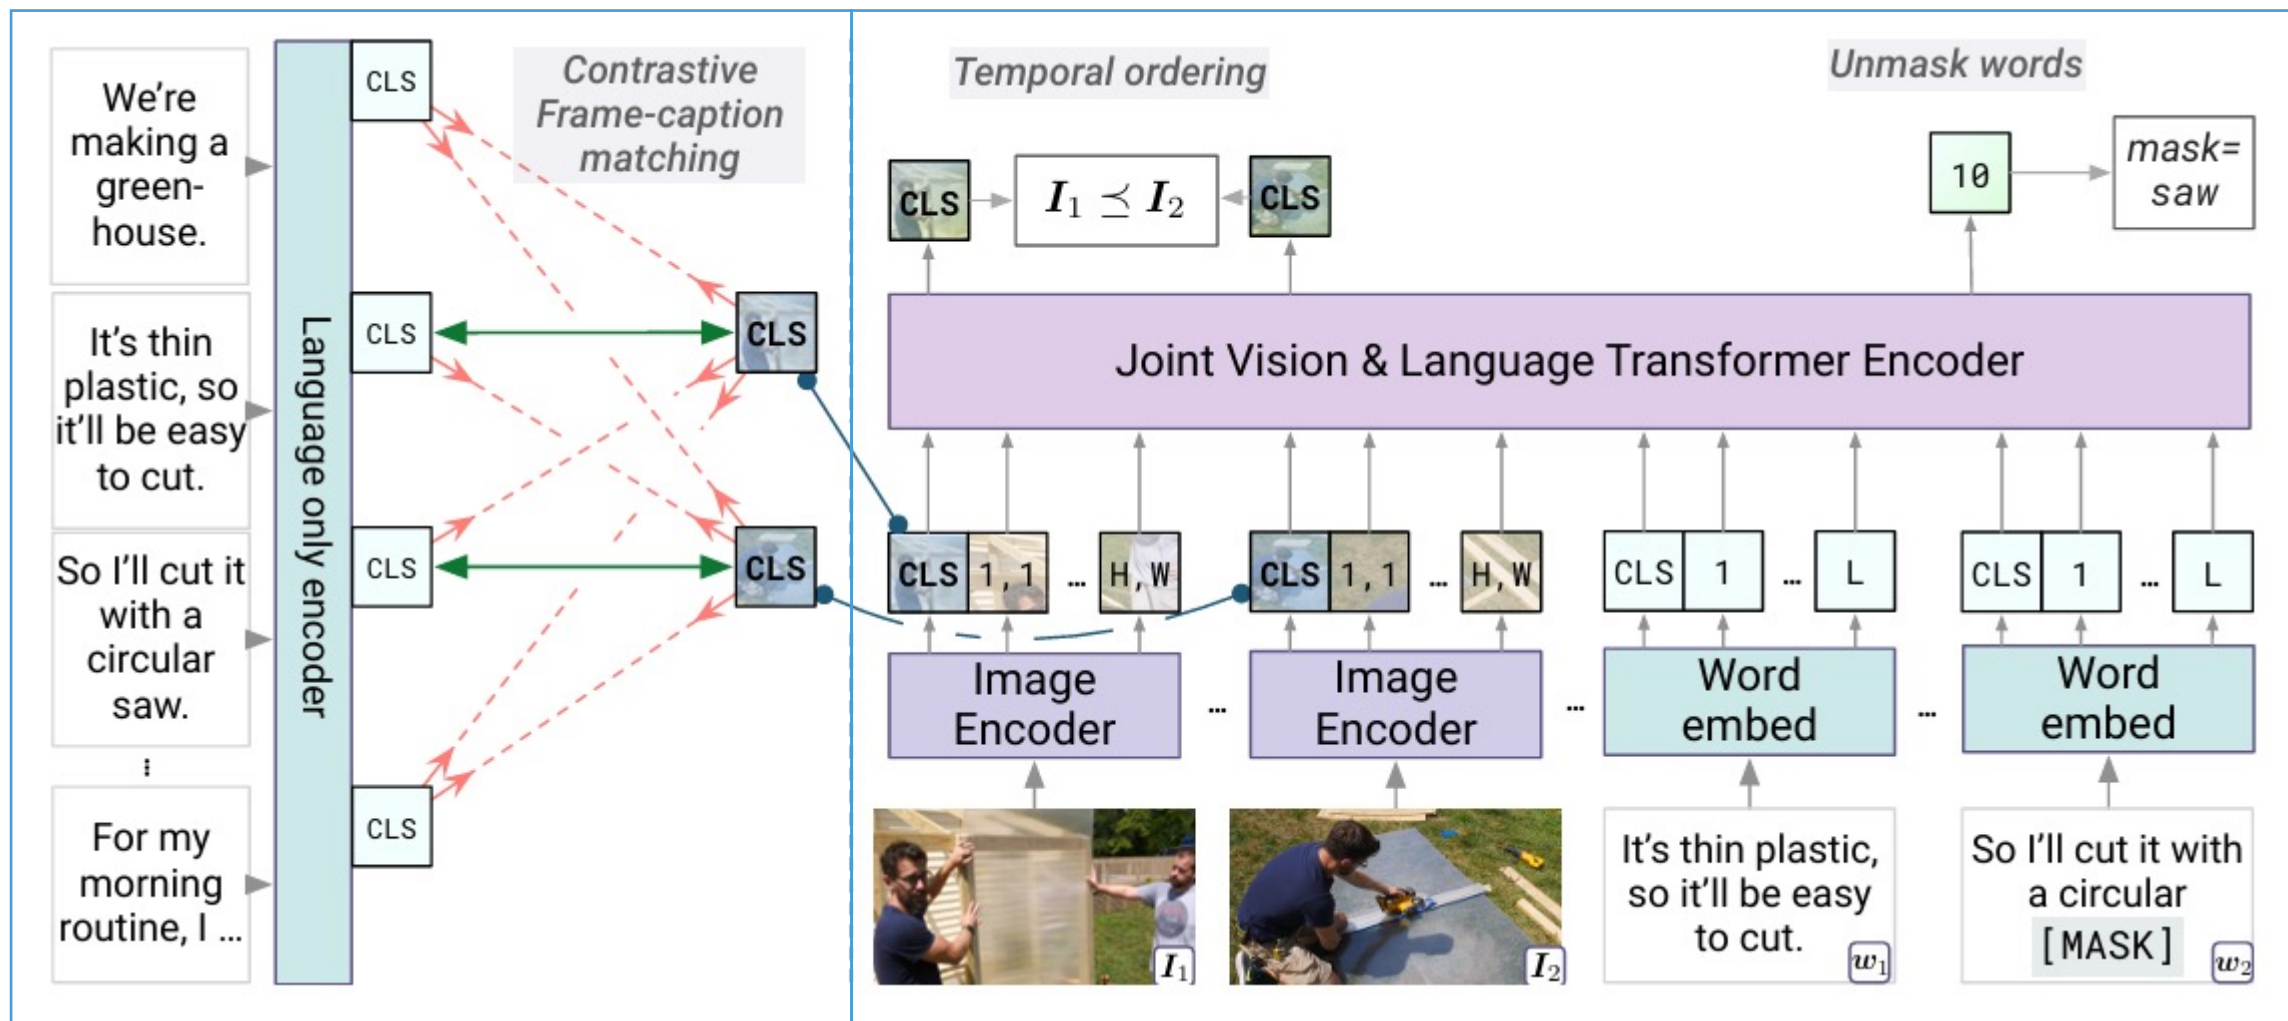 We're
making a
green-
house.
It's thin
plastic, so
it'll be easy
to cut.
So I'll cut it
with a
circular
saw.
⋮
For my
morning
routine, I ...
Language only encoder
CLS
CLS
CLS
CLS
Contrastive
Frame-caption
matching
CLS
CLS
Temporal ordering
CLS
I₁ ⪯ I₂
CLS
Unmask words
10
mask=
saw
Joint Vision & Language Transformer Encoder
CLS 1,1 ... H,W
CLS 1,1 ... H,W
CLS 1 ... L
CLS 1 ... L
Image
Encoder
...
Image
Encoder
...
Word
embed
...
Word
embed
I₁
I₂
It's thin plastic,
so it'll be easy
to cut.
w₁
So I'll cut it with
a circular
[MASK]
w₂